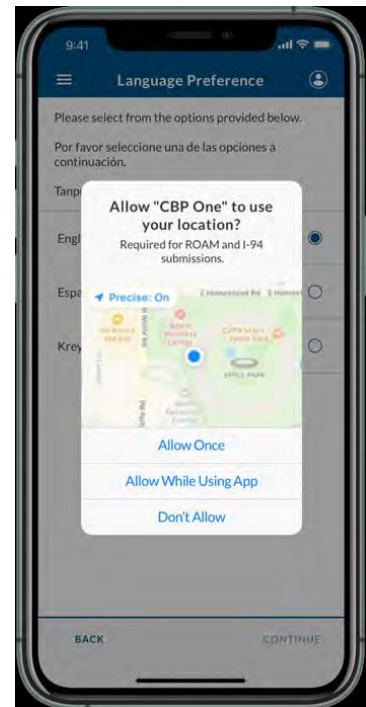 9:41
Language Preference
Please select from the options provided below.
Por favor seleccione una de las opciones a
continuación.
Tanp
Allow "CBP One" to use
your location?
Required for ROAM and I-94
submissions.
Engl
Espa
Krey
Precise: On
APPLE PARK
Allow Once
Allow While Using App
Don't Allow
BACK
CONTINUE